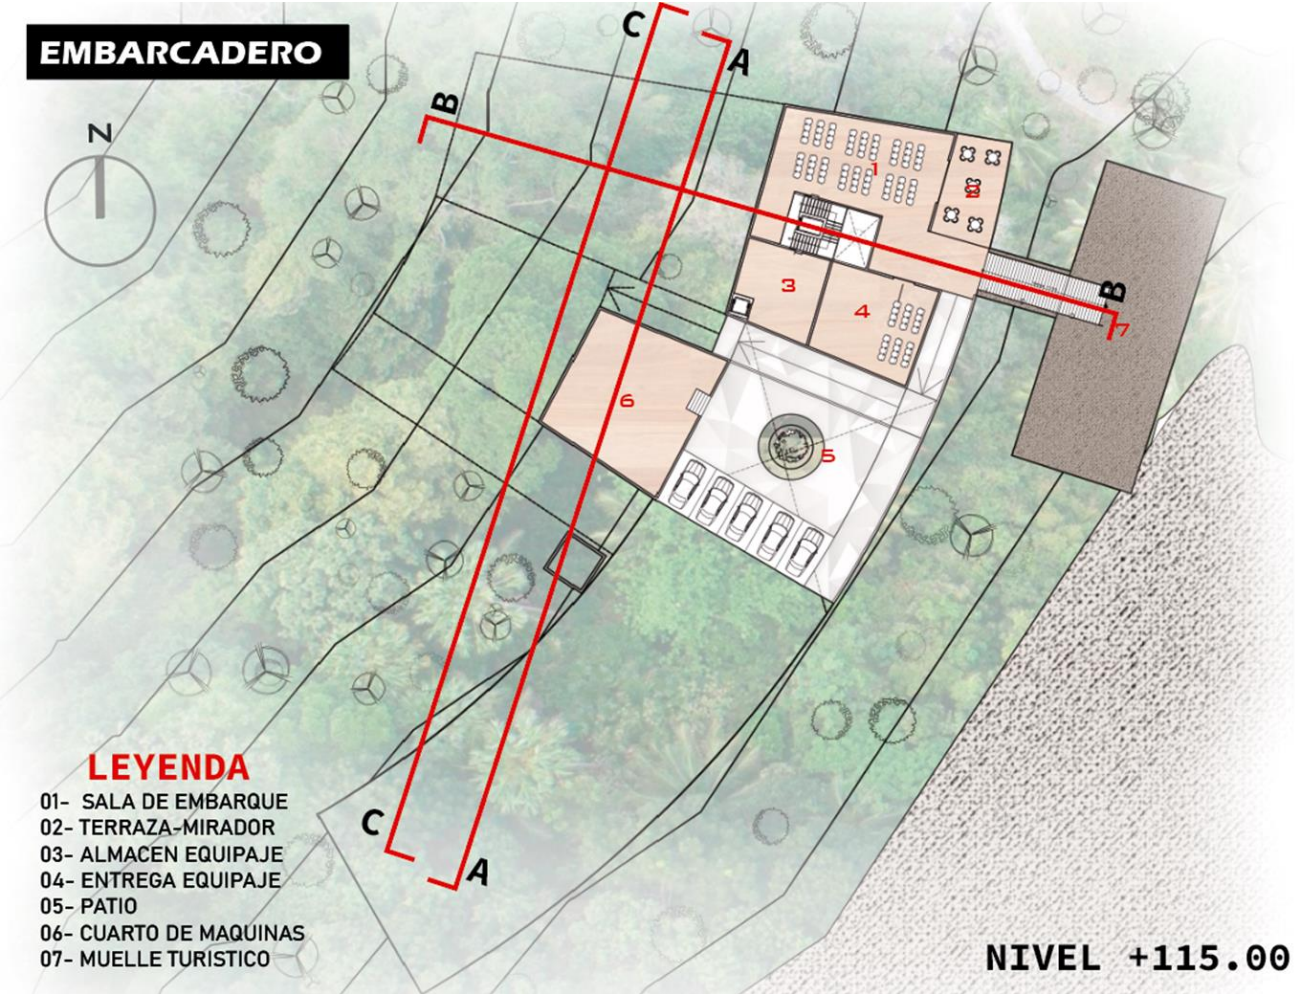 EMBARCADERO
C
A
B
N
1
2
3
B
4
7
6
5
LEYENDA
01- SALA DE EMBARQUE
02- TERRAZA-MIRADOR
03- ALMACEN EQUIPAJE
04- ENTREGA EQUIPAJE
05- PATIO
06- CUARTO DE MAQUINAS
07- MUELLE TURISTICO
C
A
NIVEL +115.00